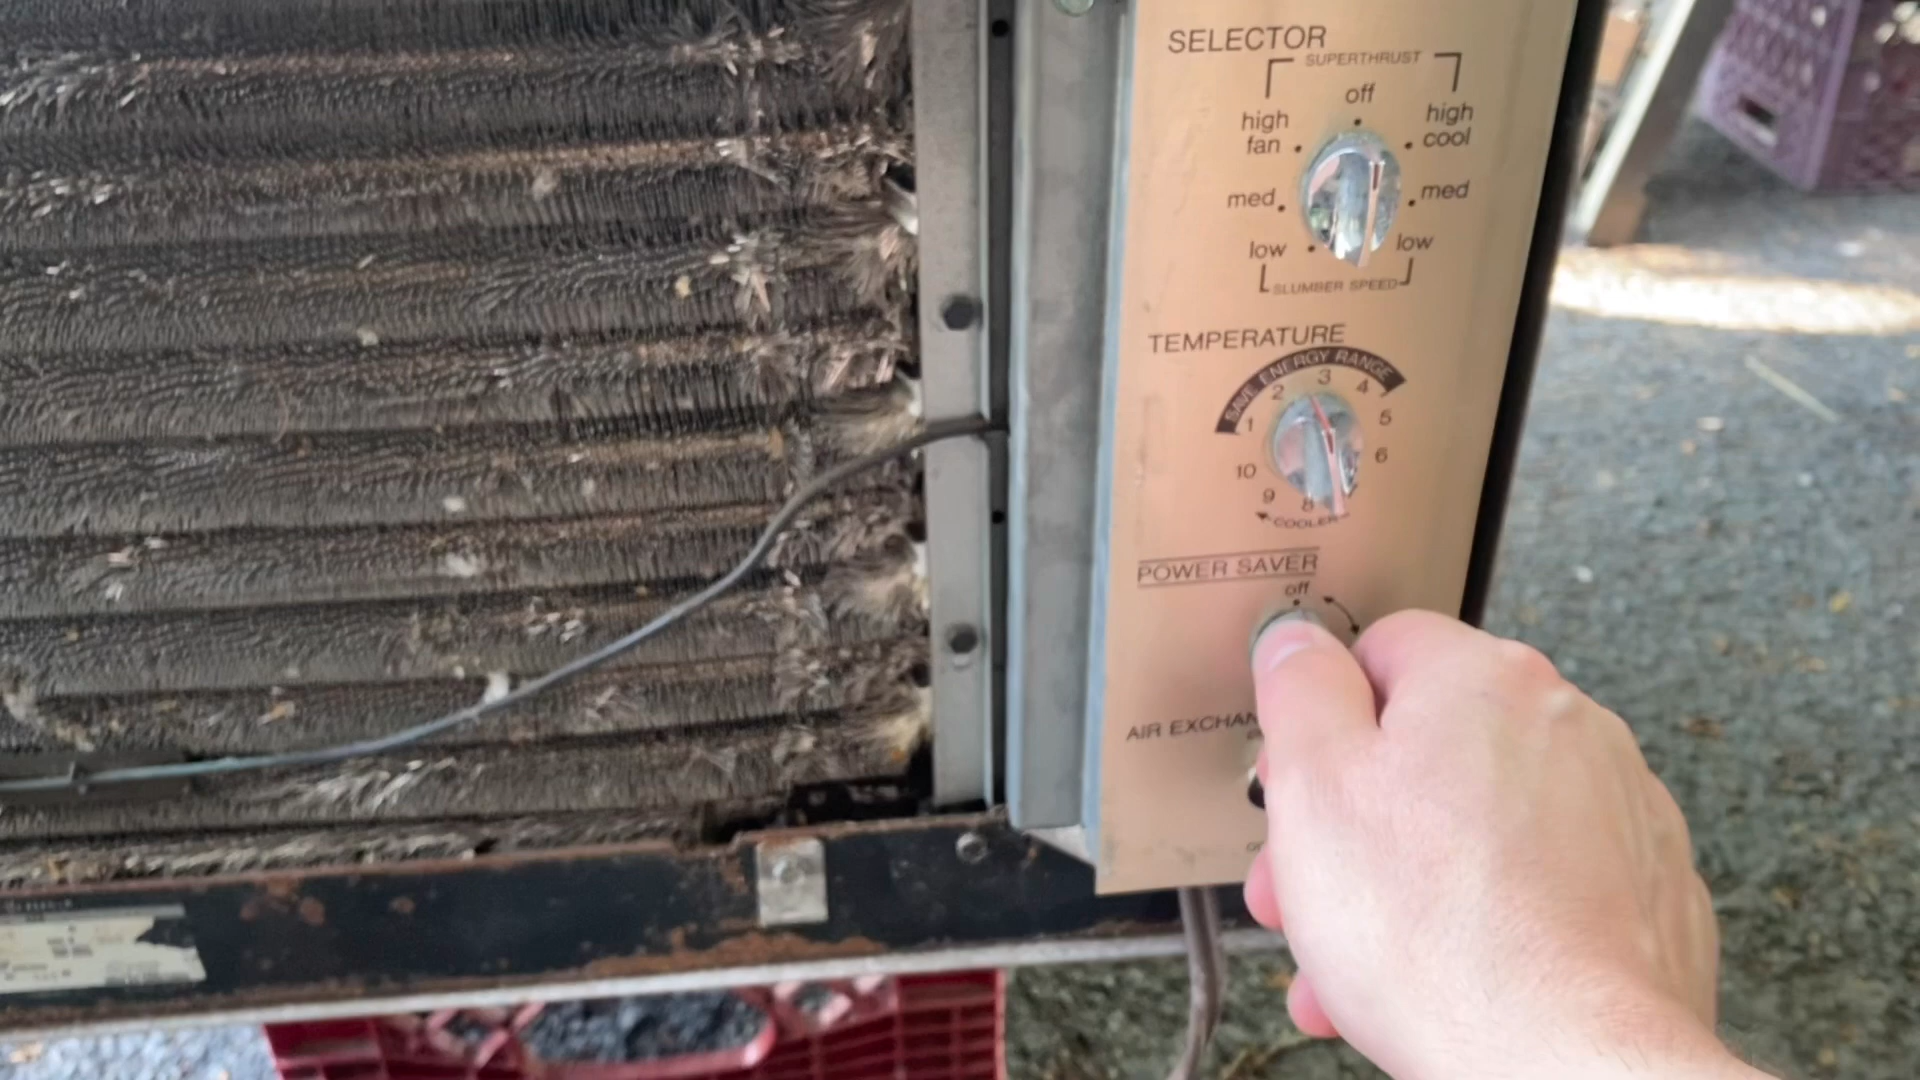 SELECTOR
SUPERTHRUST
off
high
fan
high
cool
med
med
low
low
SLUMBER SPEED
TEMPERATURE
SAVE ENERGY RANGE
1
2
3
4
5
6
8
9
10
COOLER
POWER SAVER
off
AIR EXCHAN